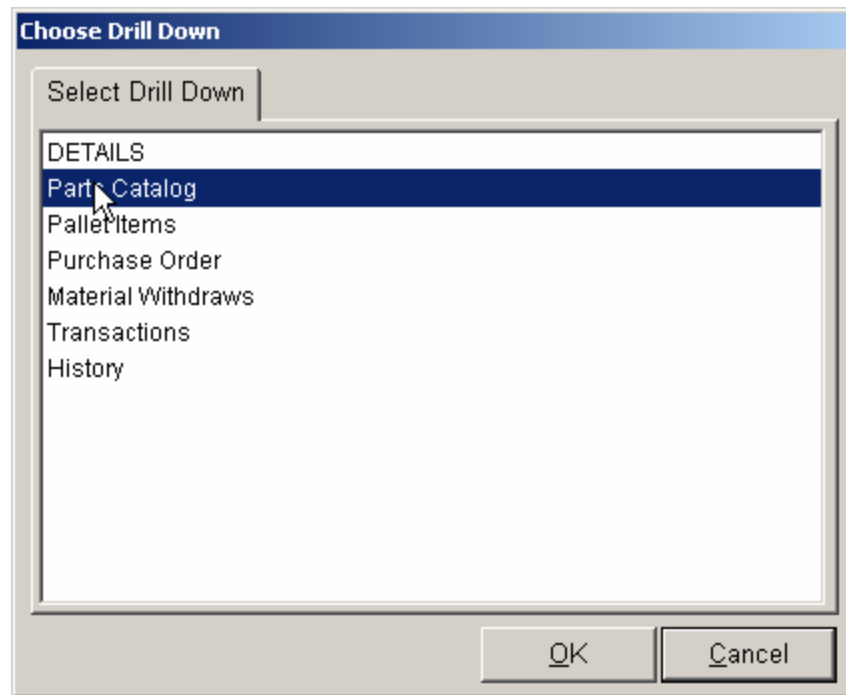 Choose Drill Down
Select Drill Down
DETAILS
Parts Catalog
Pallet Items
Purchase Order
Material Withdraws
Transactions
History
OK
Cancel